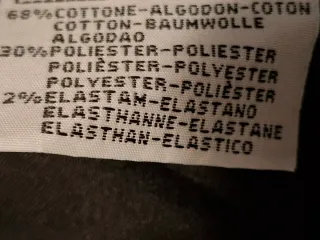 68%COTTONE-ALGODON-COTON
COTTON-BAUMWOLLE
ALGODAO
30%POLIESTER-POLIESTER
POLIÈSTER-POLYESTER
POLYESTER-POLIÈSTER
2%ELASTAM-ELASTANO
ELASTHANNE-ELASTANE
ELASTHAN-ELASTICO